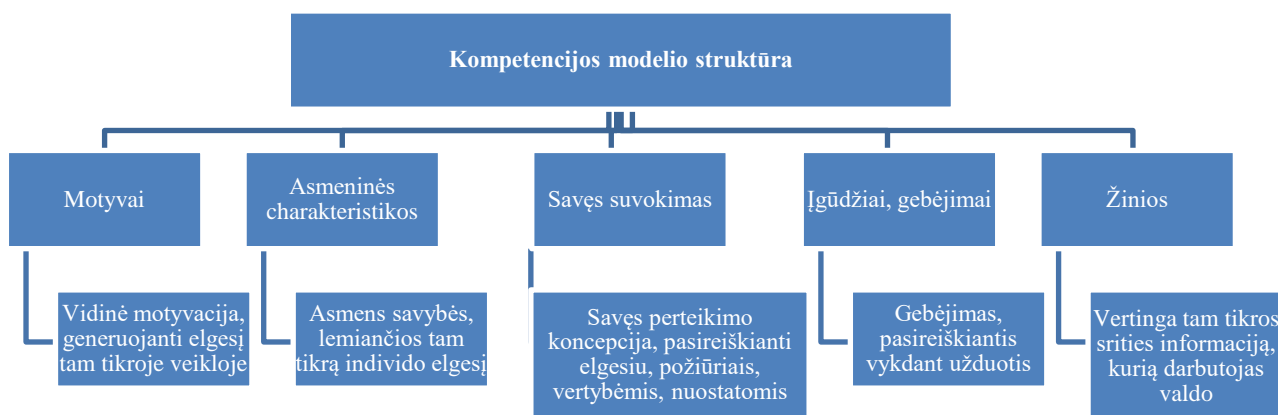 Kompetencijos modelio struktūra
Motyvai
Asmeninės
charakteristikos
Savęs suvokimas
Įgūdžiai, gebėjimai
Žinios
Vidinė motyvacija,
generuojanti elgesį
tam tikroje veikloje
Asmens savybės,
lemiančios tam
tikrą individo elgesį
Savęs perteikimo
koncepcija, pasireiškianti
elgesiu, požiūriais,
vertybėmis, nuostatomis
Gebėjimas,
pasireiškiantis
vykdant užduotis
Vertinga tam tikros
srities informaciją,
kurią darbutojas
valdo